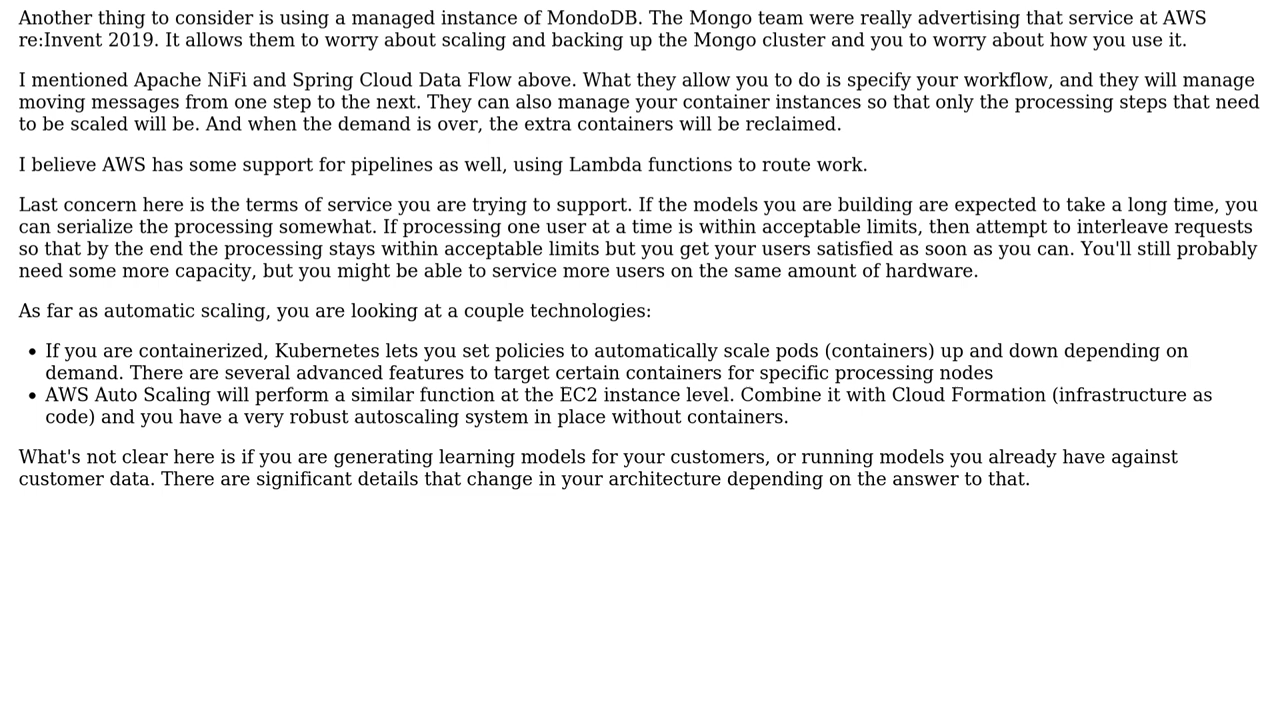 Another thing to consider is using a managed instance of MondoDB. The Mongo team were really advertising that service at AWS
re:Invent 2019. It allows them to worry about scaling and backing up the Mongo cluster and you to worry about how you use it.
I mentioned Apache NiFi and Spring Cloud Data Flow above. What they allow you to do is specify your workflow, and they will manage
moving messages from one step to the next. They can also manage your container instances so that only the processing steps that need
to be scaled will be. And when the demand is over, the extra containers will be reclaimed.
I believe AWS has some support for pipelines as well, using Lambda functions to route work.
Last concern here is the terms of service you are trying to support. If the models you are building are expected to take a long time, you
can serialize the processing somewhat. If processing one user at a time is within acceptable limits, then attempt to interleave requests
so that by the end the processing stays within acceptable limits but you get your users satisfied as soon as you can. You'll still probably
need some more capacity, but you might be able to service more users on the same amount of hardware.
As far as automatic scaling, you are looking at a couple technologies:
• If you are containerized, Kubernetes lets you set policies to automatically scale pods (containers) up and down depending on
demand. There are several advanced features to target certain containers for specific processing nodes
• AWS Auto Scaling will perform a similar function at the EC2 instance level. Combine it with Cloud Formation (infrastructure as
code) and you have a very robust autoscaling system in place without containers.
What's not clear here is if you are generating learning models for your customers, or running models you already have against
customer data. There are significant details that change in your architecture depending on the answer to that.